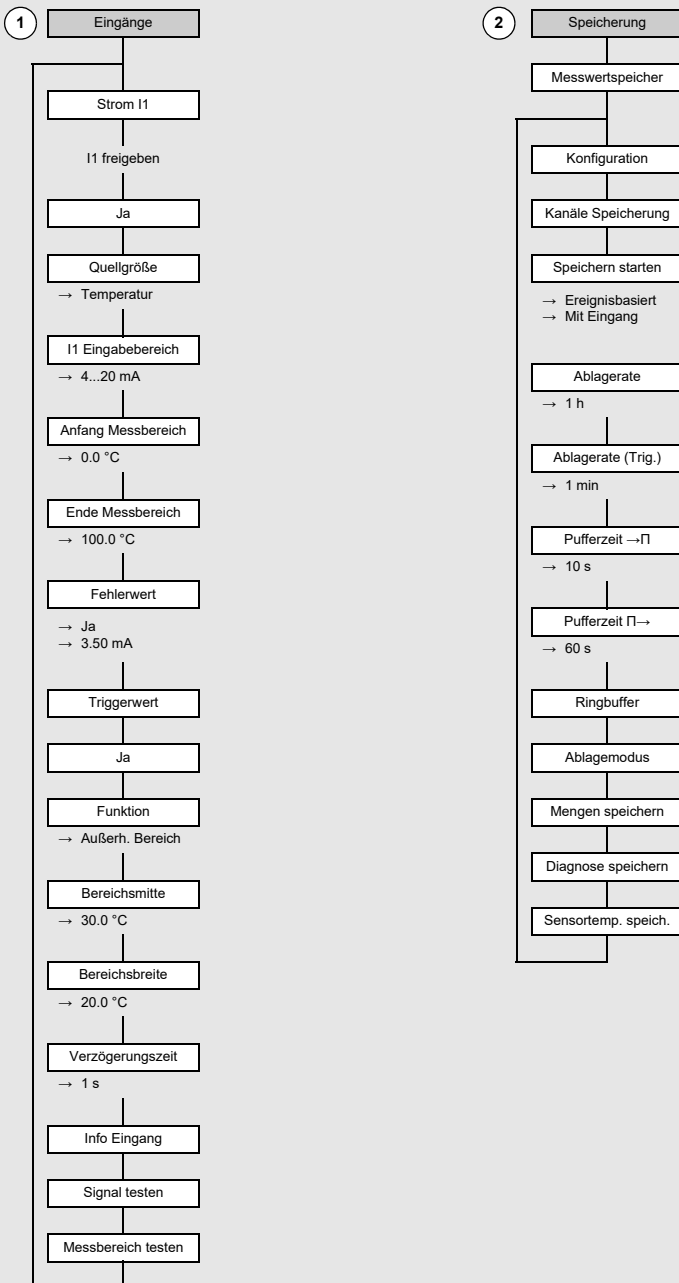 1
Eingänge
Strom I1
I1 freigeben
Ja
Quellgröße
→ Temperatur
I1 Eingabebereich
→ 4...20 mA
Anfang Messbereich
→ 0.0 °C
Ende Messbereich
→ 100.0 °C
Fehlerwert
→ Ja
→ 3.50 mA
Triggerwert
Ja
Funktion
→ Außerh. Bereich
Bereichsmitte
→ 30.0 °C
Bereichsbreite
→ 20.0 °C
Verzögerungszeit
→ 1 s
Info Eingang
Signal testen
Messbereich testen
2
Speicherung
Messwertspeicher
Konfiguration
Kanäle Speicherung
Speichern starten
→ Ereignisbasiert
→ Mit Eingang
Ablagerate
→ 1 h
Ablagerate (Trig.)
→ 1 min
Pufferzeit →Π
→ 10 s
Pufferzeit Π→
→ 60 s
Ringbuffer
Ablagemodus
Mengen speichern
Diagnose speichern
Sensortemp. speich.